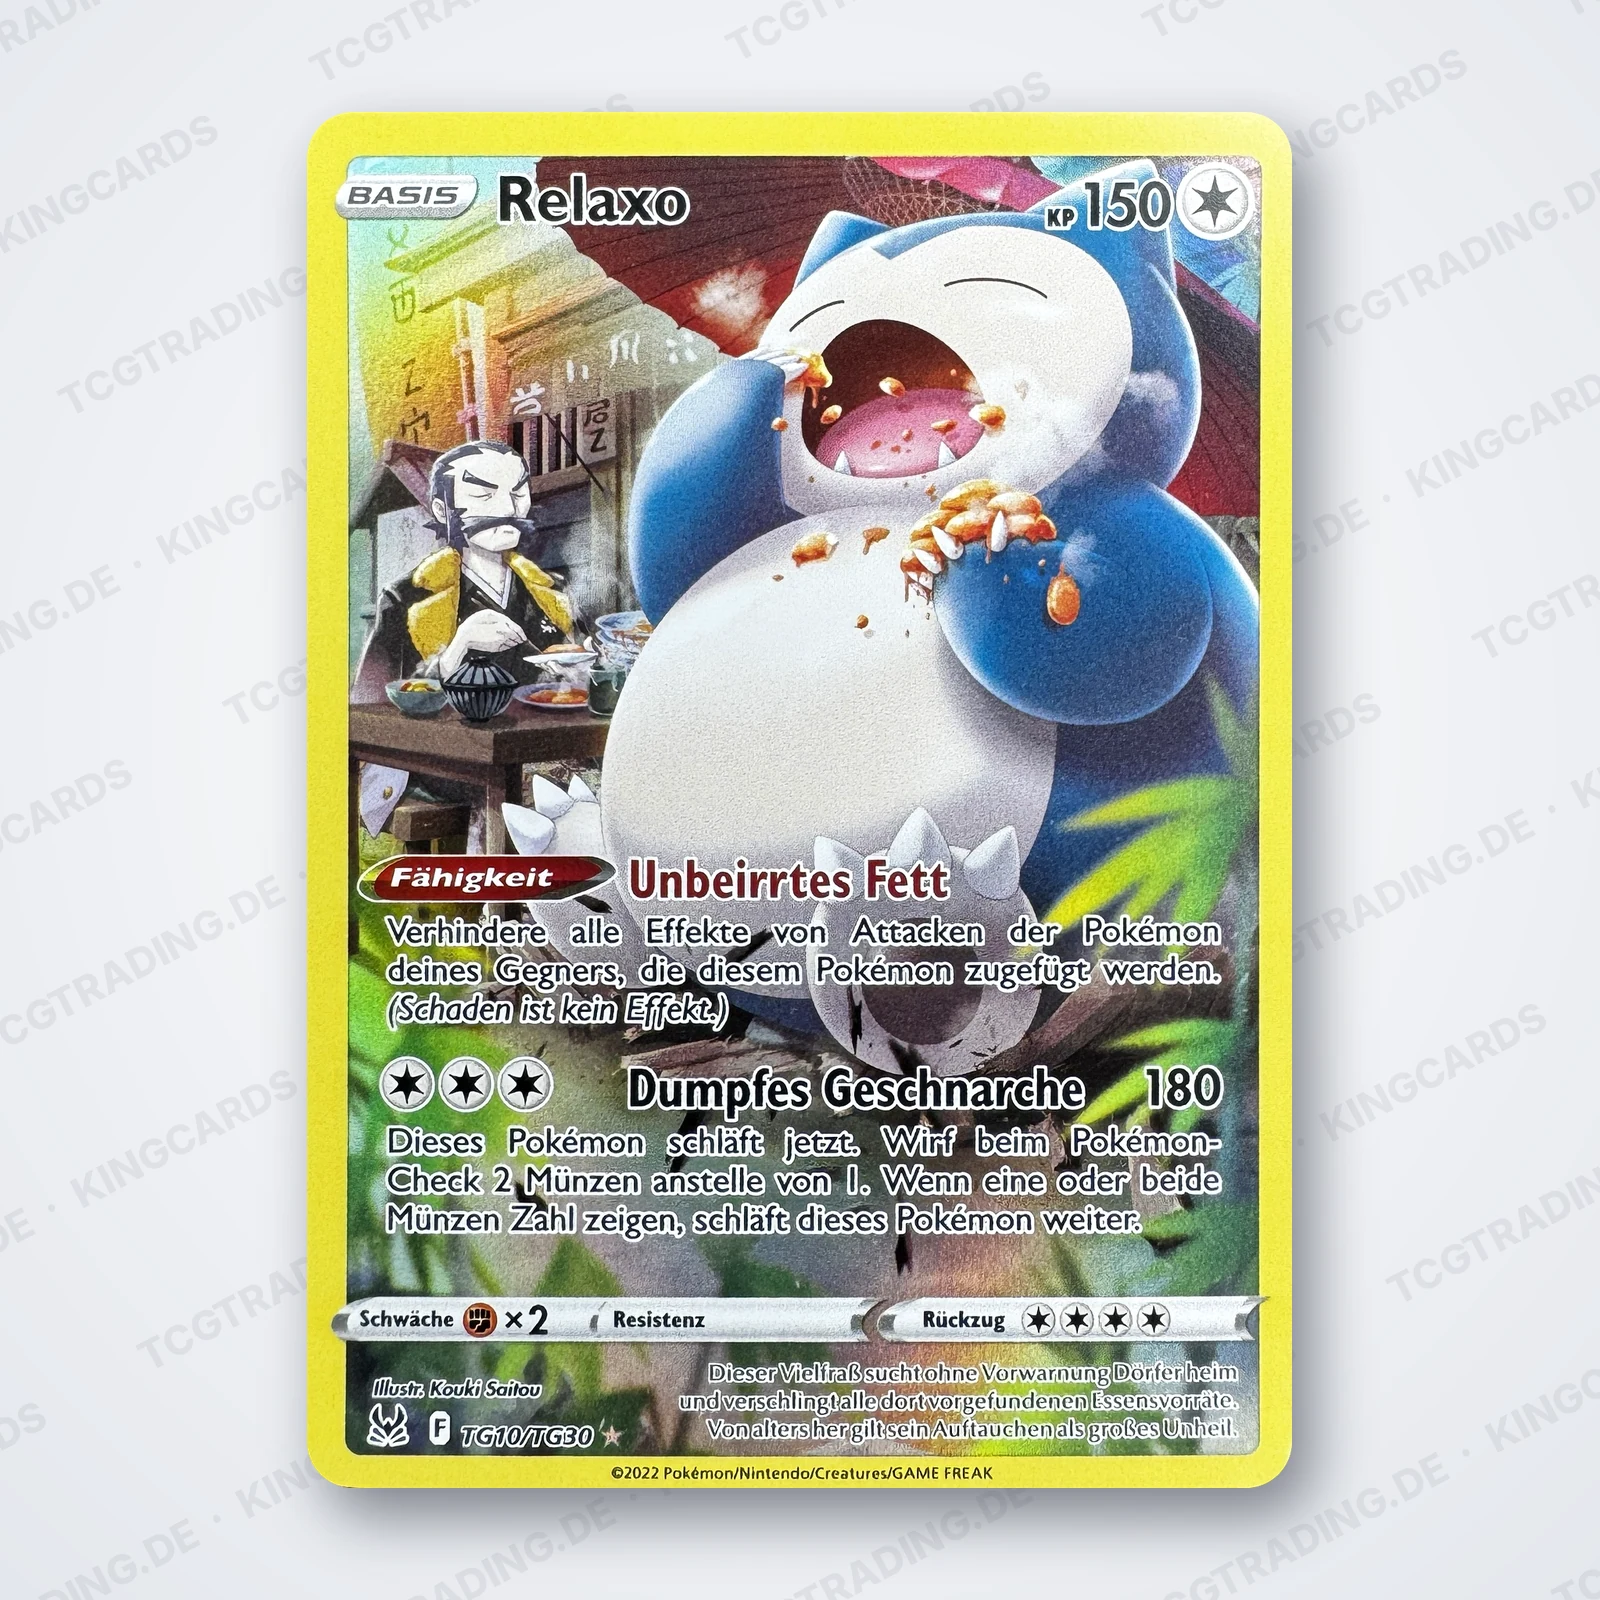 BASIS Relaxo KP 150
Fähigkeit Unbeirrtes Fett
Verhindere alle Effekte von Attacken der Pokémon
deines Gegners, die diesem Pokémon zugefügt werden.
(Schaden ist kein Effekt.)
Dumpfes Geschnarche 180
Dieses Pokémon schläft jetzt. Wirf beim Pokémon-
Check 2 Münzen anstelle von 1. Wenn eine oder beide
Münzen Zahl zeigen, schläft dieses Pokémon weiter.
Schwäche ×2 Resistenz Rückzug
Dieser Vielfraß sucht ohne Vorwarnung Dörfer heim
und verschlingt alle dort vorgefundenen Essensvorräte.
Von alters her gilt sein Auftauchen als großes Unheil.
Illustr. Kouki Saitou
F TG10/TG30
©2022 Pokémon/Nintendo/Creatures/GAME FREAK
TCGTRADING.DE · KINGCARDS